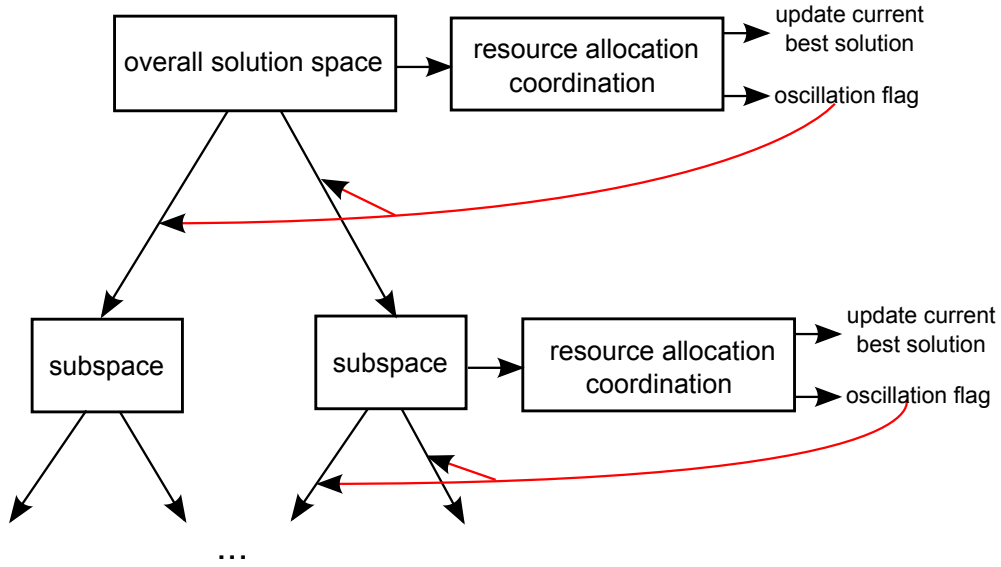 update current
best solution
overall solution space
resource allocation
coordination
oscillation flag
update current
best solution
subspace
subspace
resource allocation
coordination
oscillation flag
...